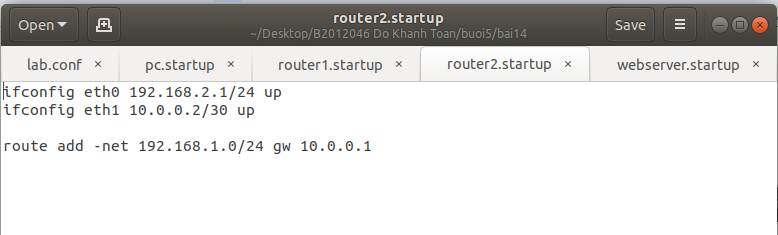 Open
router2.startup
~/Desktop/B2012046 Do Khanh Toan/buoi5/bai14
Save
lab.conf × pc.startup × router1.startup × router2.startup × webserver.startup ×
ifconfig eth0 192.168.2.1/24 up
ifconfig eth1 10.0.0.2/30 up
route add -net 192.168.1.0/24 gw 10.0.0.1